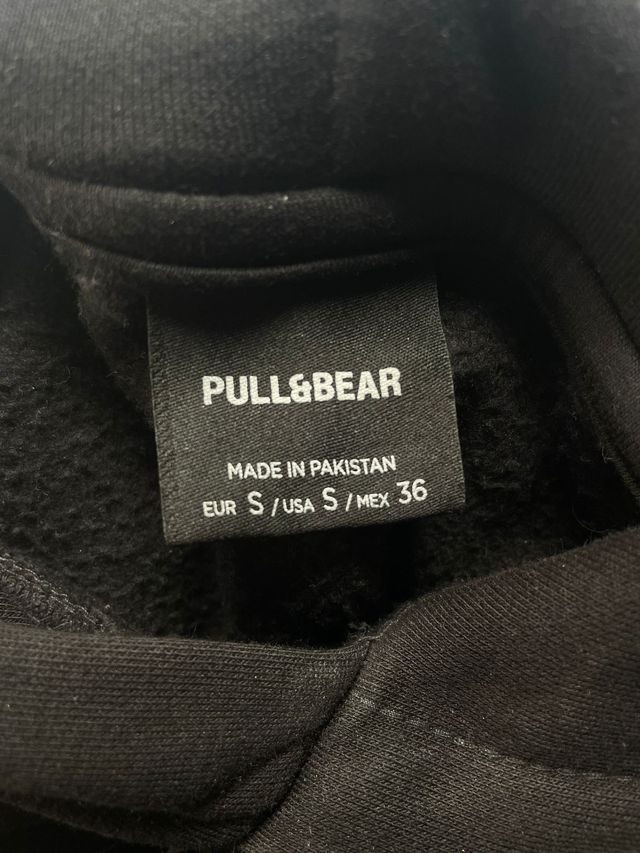 PULL&BEAR
MADE IN PAKISTAN
EUR S / USA S / MEX 36